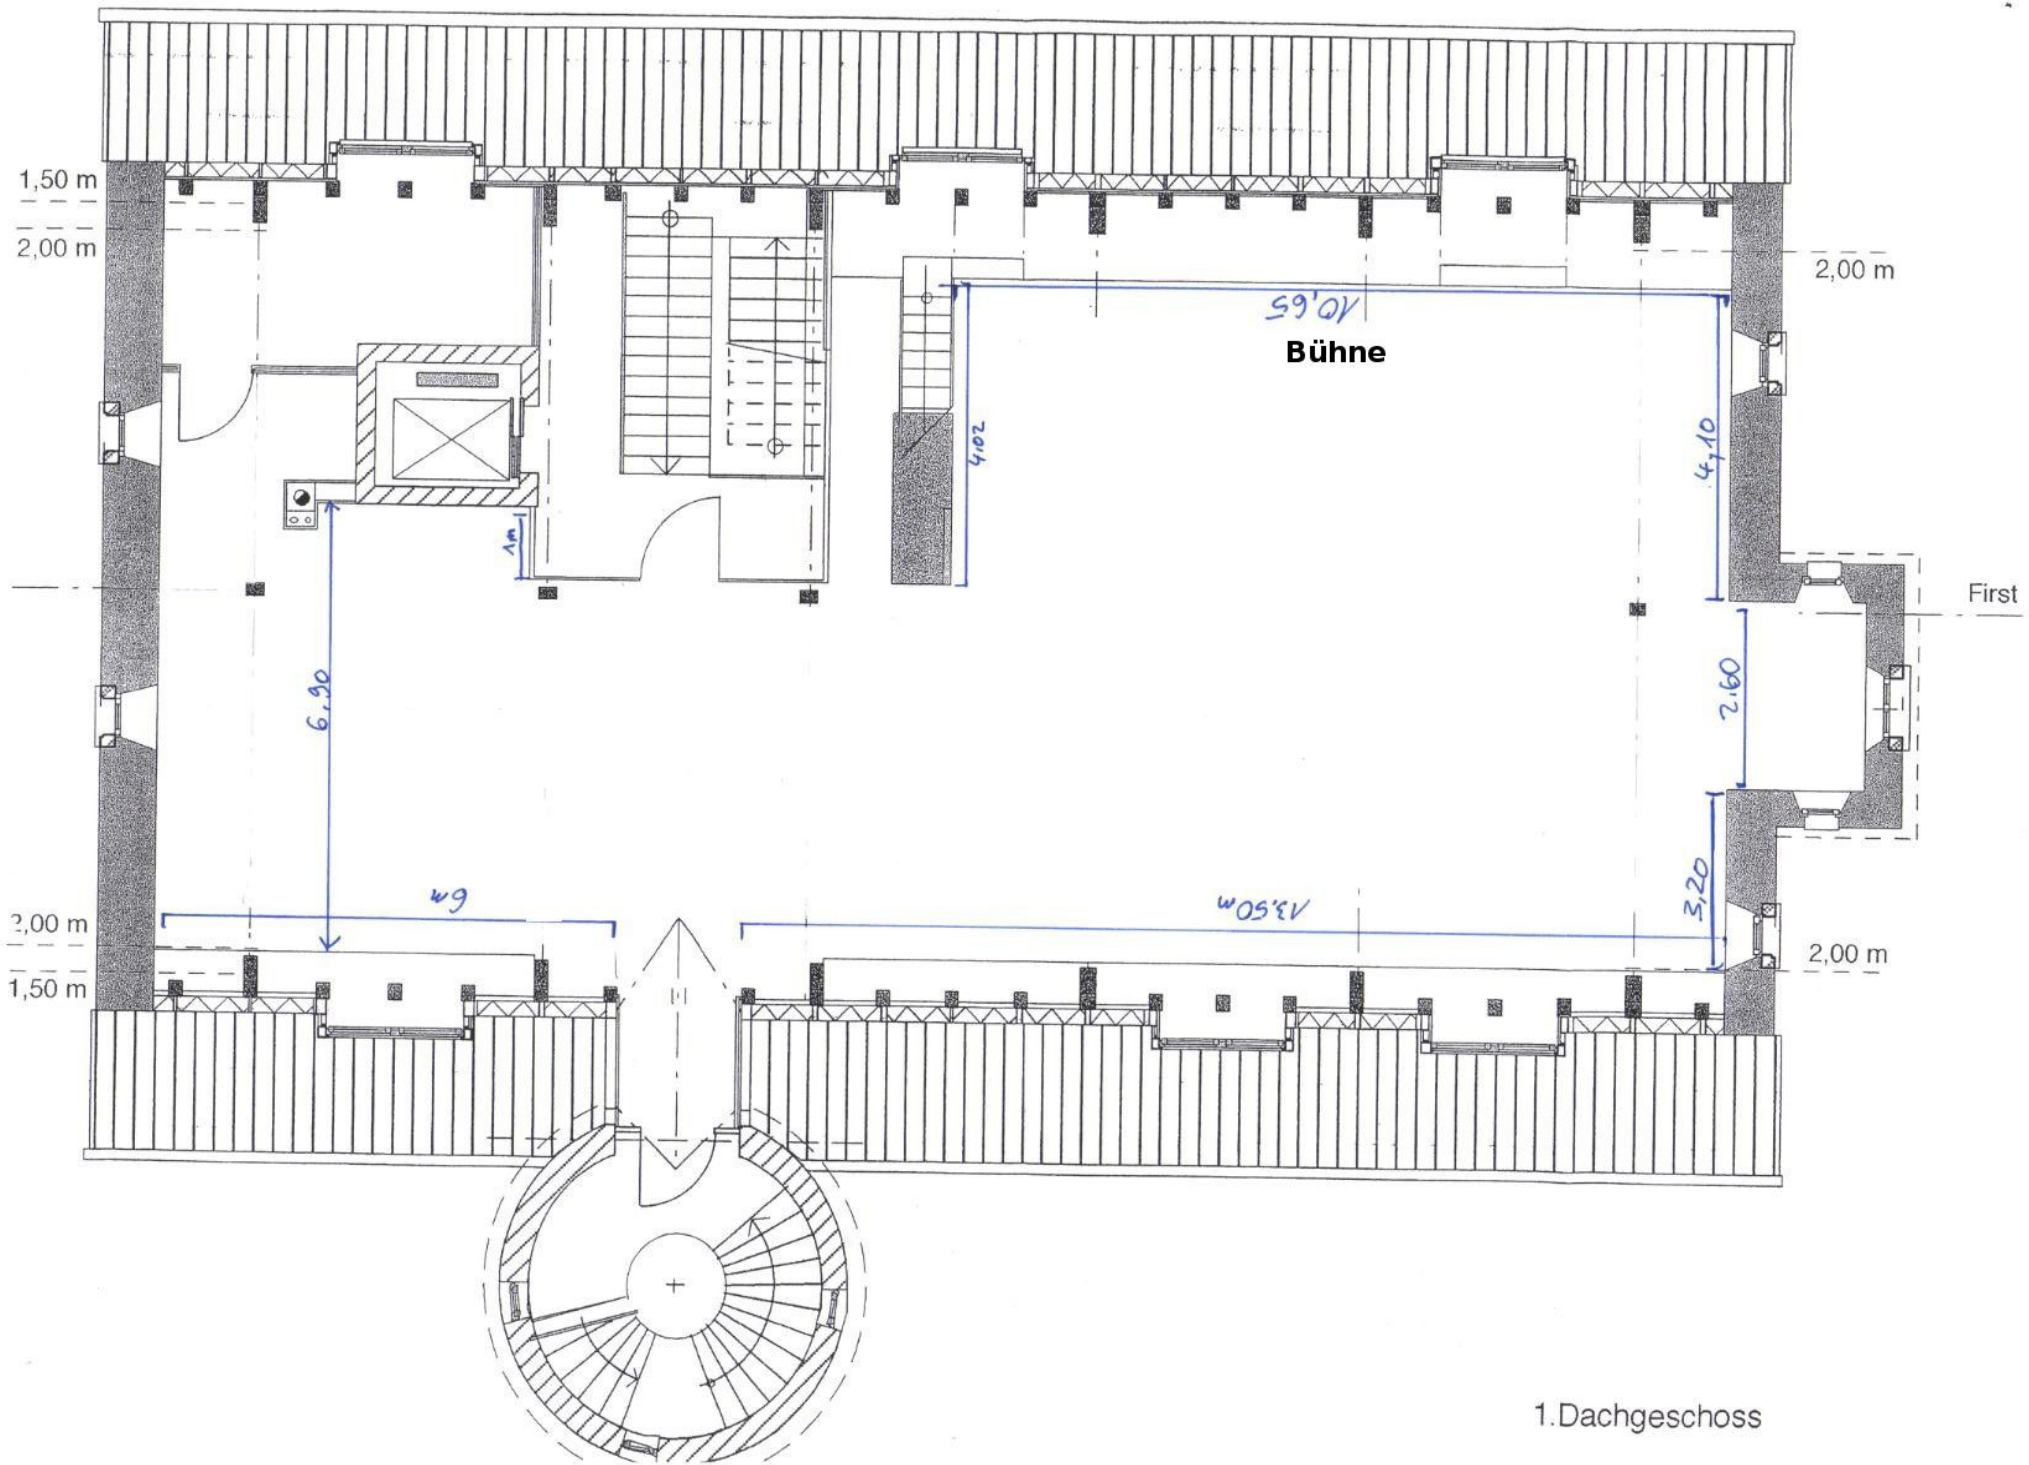 1,50 m
2,00 m
2,00 m
10,65
Bühne
4,02
4,10
1m
First
6,90
2.60
3,20
6m
13,50m
2,00 m
1,50 m
2,00 m
1.Dachgeschoss